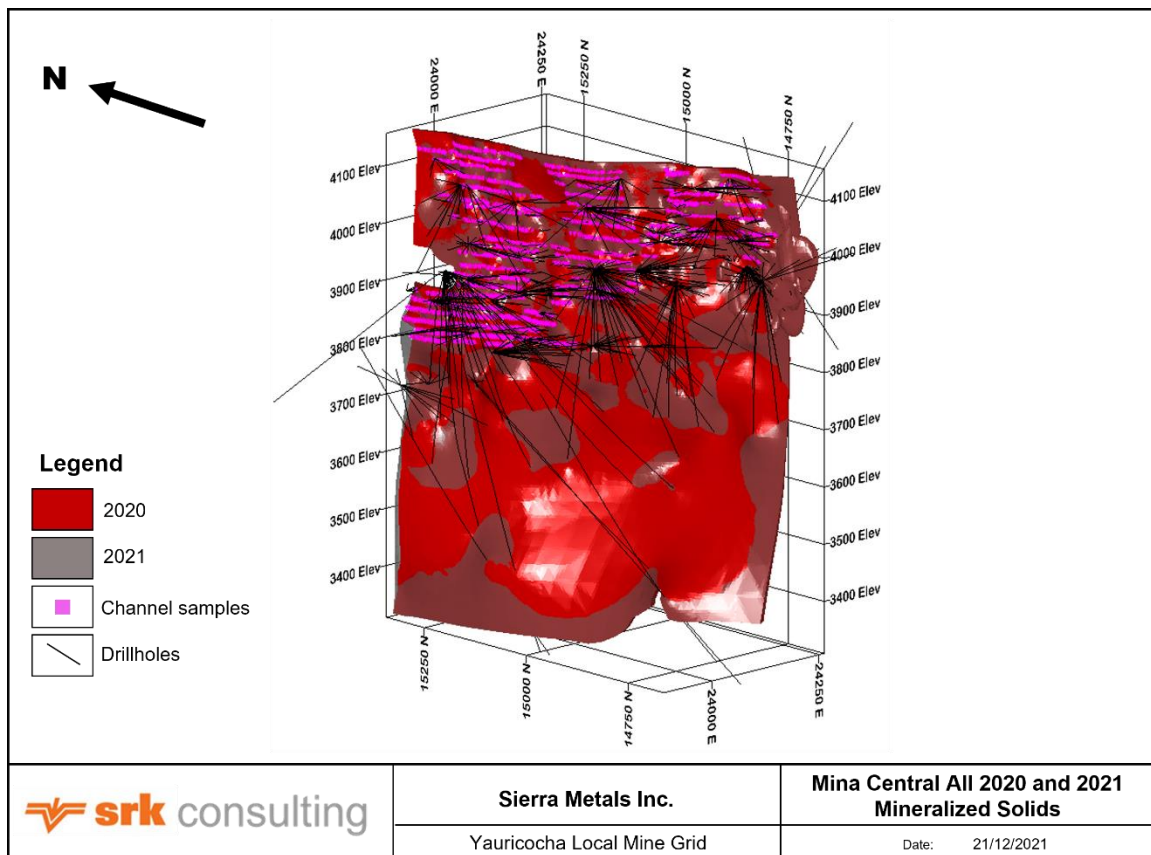 N
24000 E
24250 E
15250 N
15000 N
14750 N
4100 Elev
4000 Elev
3900 Elev
3800 Elev
3700 Elev
3600 Elev
3500 Elev
3400 Elev
4100 Elev
4000 Elev
3900 Elev
3800 Elev
3700 Elev
3600 Elev
3500 Elev
3400 Elev
15250 N
15000 N
14750 N
24000 E
24250 E
Legend
2020
2021
Channel samples
Drillholes
srk consulting
Sierra Metals Inc.
Yauricocha Local Mine Grid
Mina Central All 2020 and 2021
Mineralized Solids
Date: 21/12/2021